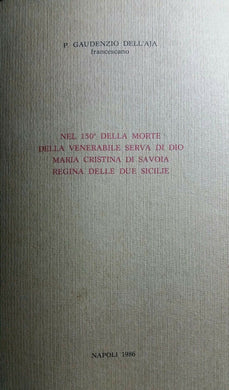 P. GAUDENZIO DELL'AJA
francescano
NEL 150° DELLA MORTE
DELLA VENERABILE SERVA DI DIO
MARIA CRISTINA DI SAVOIA
REGINA DELLE DUE SICILIE
NAPOLI 1986